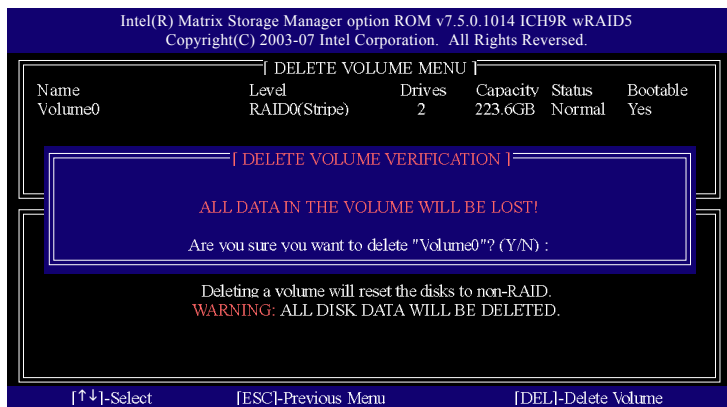 Intel(R) Matrix Storage Manager option ROM v7.5.0.1014 ICH9R wRAID5
Copyright(C) 2003-07 Intel Corporation.  All Rights Reversed.
[ DELETE VOLUME MENU ]
Name Level Drives Capacity Status Bootable
Volume0 RAID0(Stripe) 2 223.6GB Normal Yes
[ DELETE VOLUME VERIFICATION ]
ALL DATA IN THE VOLUME WILL BE LOST!
Are you sure you want to delete "Volume0"? (Y/N) :
Deleting a volume will reset the disks to non-RAID.
WARNING: ALL DISK DATA WILL BE DELETED.
[↑↓]-Select [ESC]-Previous Menu [DEL]-Delete Volume